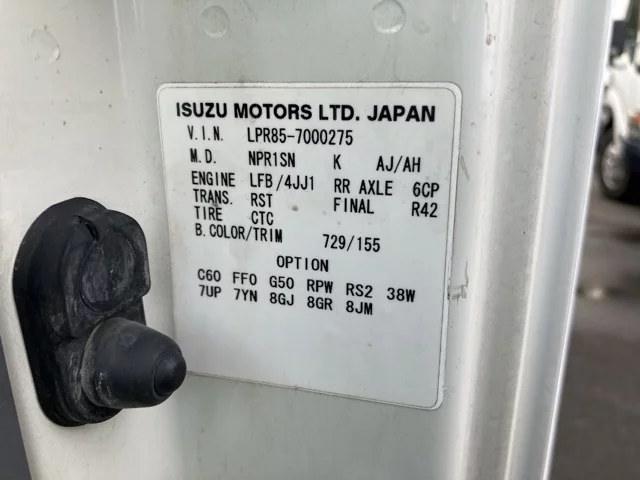 ISUZU MOTORS LTD. JAPAN
V.I.N. LPR85-7000275
M.D. NPR1SN K AJ/AH
ENGINE LFB/4JJ1 RR AXLE 6CP
TRANS. RST FINAL R42
TIRE CTC
B.COLOR/TRIM 729/155
OPTION
C60 FF0 G50 RPW RS2 38W
7UP 7YN 8GJ 8GR 8JM